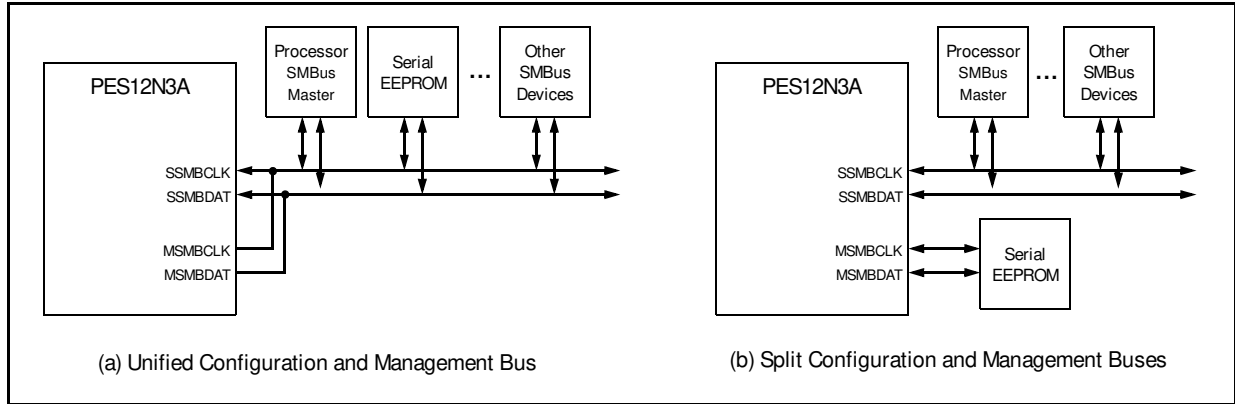 PES12N3A
Processor
SMBus
Master
Serial
EEPROM
...
Other
SMBus
Devices
SSMBCLK
SSMBDAT
MSMBCLK
MSMBDAT
(a) Unified Configuration and Management Bus
PES12N3A
Processor
SMBus
Master
...
Other
SMBus
Devices
SSMBCLK
SSMBDAT
MSMBCLK
MSMBDAT
Serial
EEPROM
(b) Split Configuration and Management Buses